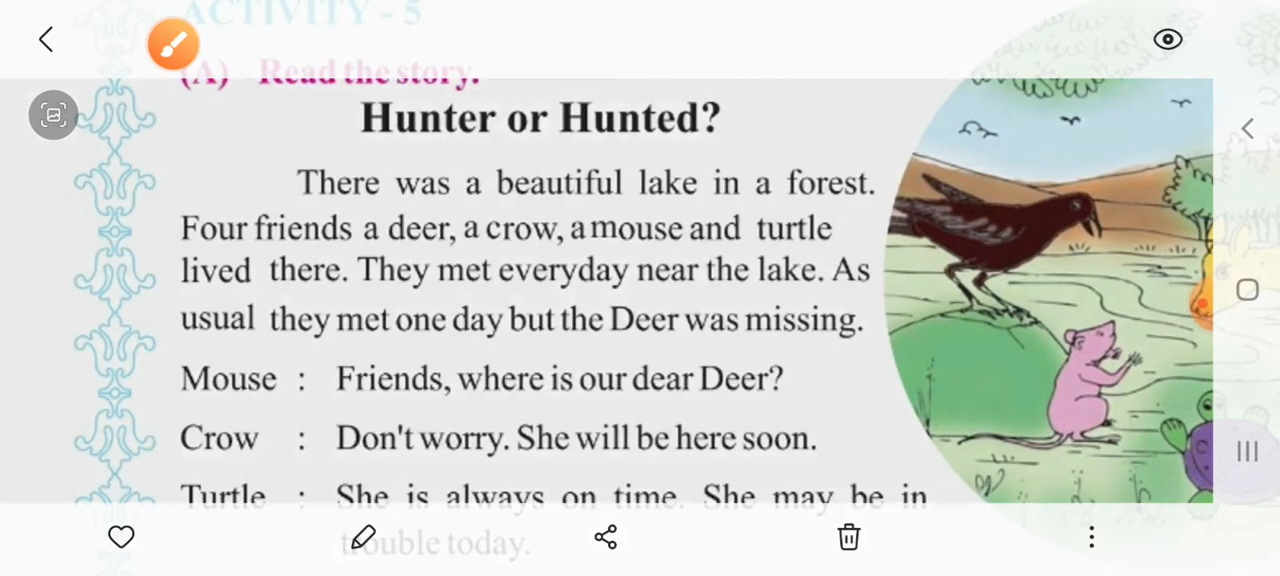 ACTIVITY - 5
(A) Read the story.
Hunter or Hunted?
There was a beautiful lake in a forest.
Four friends a deer, a crow, a mouse and turtle
lived there. They met everyday near the lake. As
usual they met one day but the Deer was missing.
Mouse : Friends, where is our dear Deer?
Crow : Don't worry. She will be here soon.
Turtle : She is always on time. She may be in
trouble today.